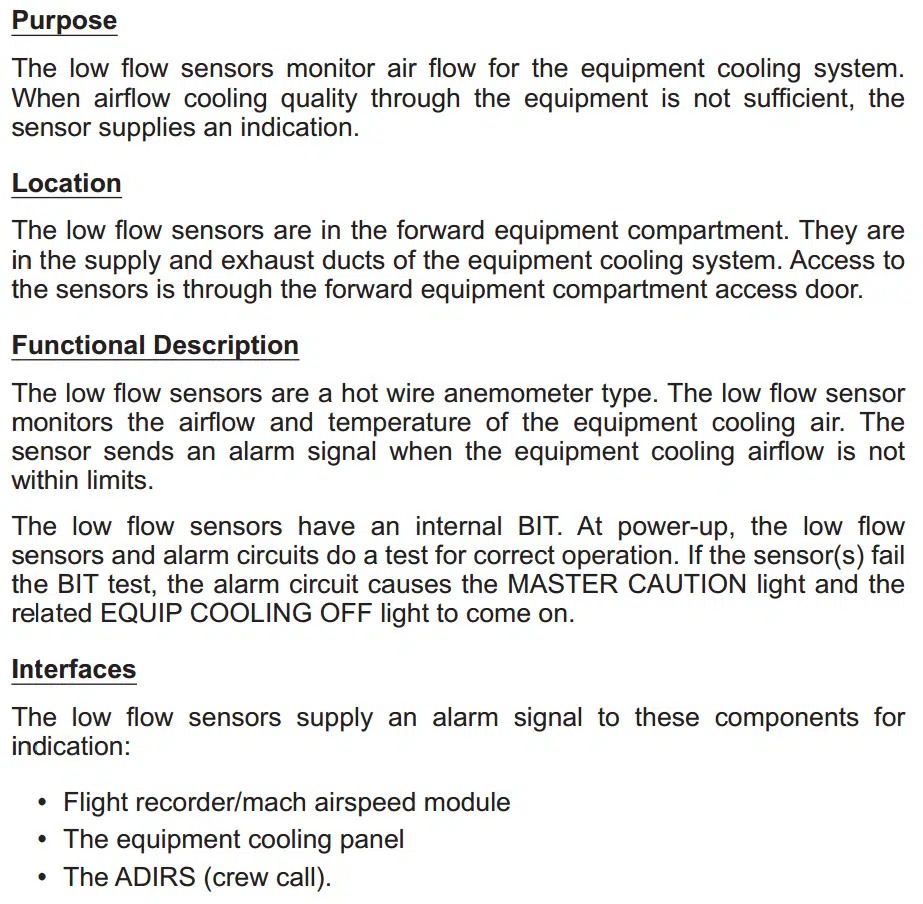 Purpose
The low flow sensors monitor air flow for the equipment cooling system.
When airflow cooling quality through the equipment is not sufficient, the
sensor supplies an indication.
Location
The low flow sensors are in the forward equipment compartment. They are
in the supply and exhaust ducts of the equipment cooling system. Access to
the sensors is through the forward equipment compartment access door.
Functional Description
The low flow sensors are a hot wire anemometer type. The low flow sensor
monitors the airflow and temperature of the equipment cooling air. The
sensor sends an alarm signal when the equipment cooling airflow is not
within limits.
The low flow sensors have an internal BIT. At power-up, the low flow
sensors and alarm circuits do a test for correct operation. If the sensor(s) fail
the BIT test, the alarm circuit causes the MASTER CAUTION light and the
related EQUIP COOLING OFF light to come on.
Interfaces
The low flow sensors supply an alarm signal to these components for
indication:
• Flight recorder/mach airspeed module
• The equipment cooling panel
• The ADIRS (crew call).